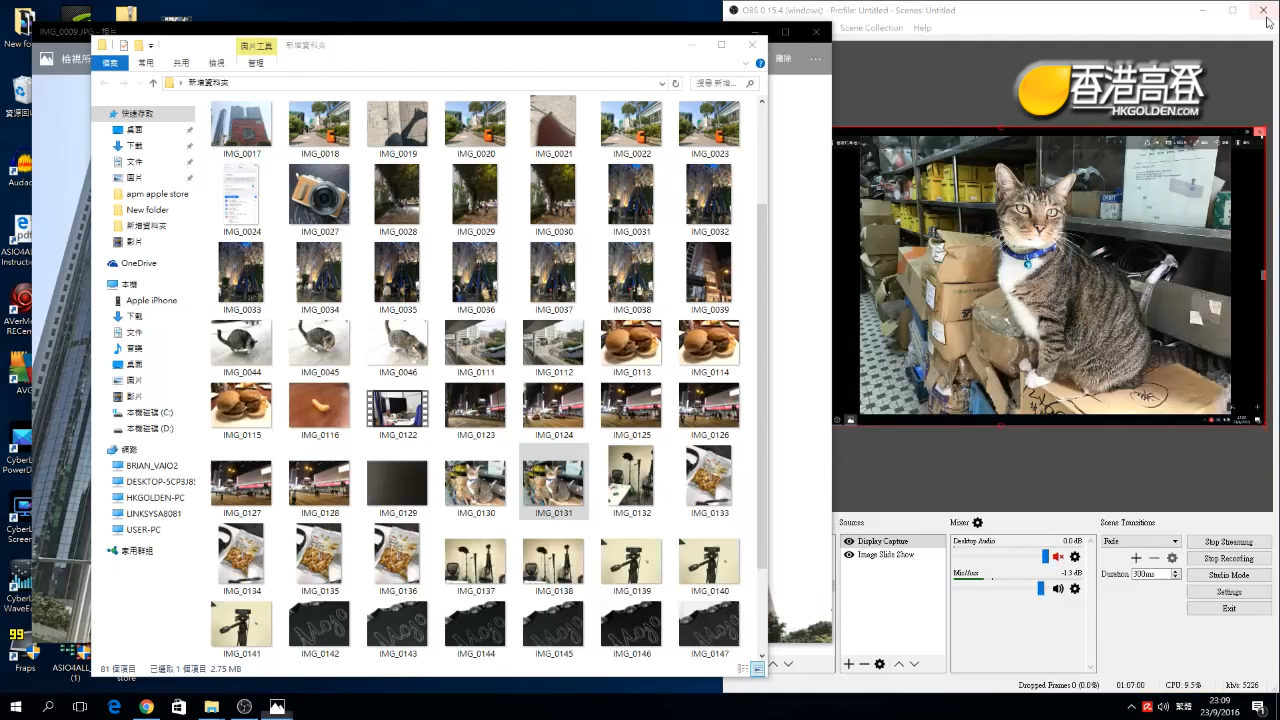 OBS 0.15.4 (windows) - Profile: Untitled - Scenes: Untitled
Scene Collection
Help
IMG_0009.JPG - 相片
圖片工具
新增資料夾
檢視所
刪除
檔案
常用
共用
檢視
管理
新增資料夾
搜尋 新增...
香港高登
HKGOLDEN.COM
快速存取
桌面
下載
文件
圖片
apm apple store
New folder
新增資料夾
影片
OneDrive
本機
Apple iPhone
下載
文件
音樂
桌面
圖片
影片
本機磁碟 (C:)
本機磁碟 (D:)
網路
BRIAN_VAIO2
DESKTOP-5CP3J8
HKGOLDEN-PC
LINKSYSA8081
USER-PC
家用群組
IMG_0017
IMG_0018
IMG_0019
IMG_0020
IMG_0021
IMG_0022
IMG_0023
IMG_0024
IMG_0027
IMG_0028
IMG_0029
IMG_0030
IMG_0031
IMG_0032
IMG_0033
IMG_0034
IMG_0035
IMG_0036
IMG_0037
IMG_0038
IMG_0039
IMG_0044
IMG_0045
IMG_0046
IMG_0111
IMG_0112
IMG_0113
IMG_0114
IMG_0115
IMG_0116
IMG_0122
IMG_0123
IMG_0124
IMG_0125
IMG_0126
IMG_0127
IMG_0128
IMG_0129
IMG_0130
IMG_0131
IMG_0132
IMG_0133
IMG_0134
IMG_0135
IMG_0136
IMG_0137
IMG_0138
IMG_0139
IMG_0140
IMG_0141
IMG_0142
IMG_0143
IMG_0144
IMG_0145
IMG_0146
IMG_0147
81 個項目
已選取 1 個項目
2.75 MB
Sources
Display Capture
Image Slide Show
Mixer
Desktop Audio
0.0 dB
Mic/Aux
-1.3 dB
Scene Transitions
Fade
Duration
300ms
Stop Streaming
Stop Recording
Studio Mode
Settings
Exit
Dropped Frames 0 (0.0%)
01:07:00
CPU: 9.5%
kb/s: 5226
Fraps
ASIO4ALL
(1)
store
繁體
23:09
23/9/2016